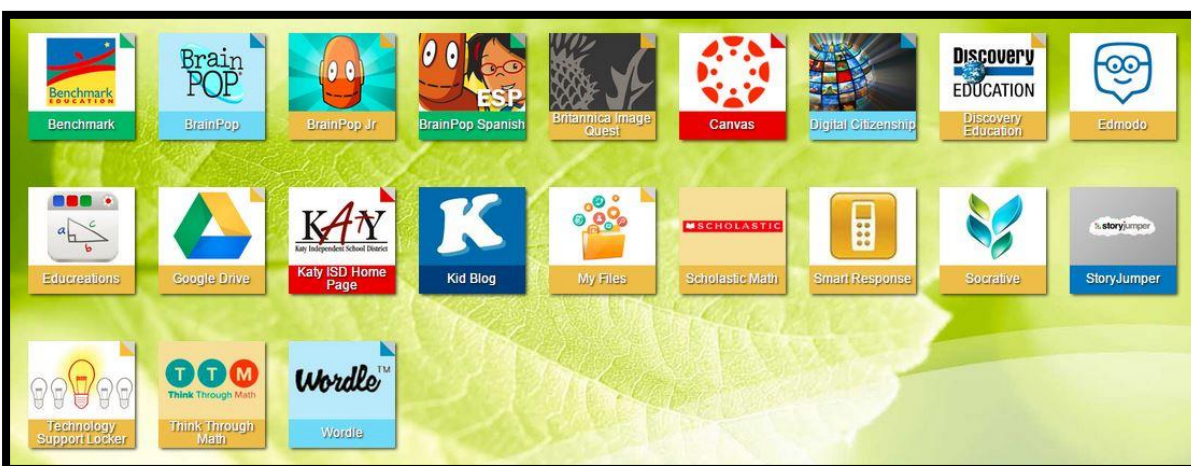 Benchmark
EDUCATION
Benchmark
Brain
POP
BrainPop
BrainPop Jr
ESP
BrainPop Spanish
Britannica Image
Quest
Canvas
Digital Citizenship
Discovery
EDUCATION
Discovery
Education
Edmodo
a c
b
Educreations
Google Drive
KATY
Katy Independent School District
Katy ISD Home
Page
K
Kid Blog
My Files
SCHOLASTIC
Scholastic Math
Smart Response
Socrative
storyjumper
StoryJumper
Technology
Support Locker
T T M
Think Through Math
Think Through
Math
Wordle™
Wordle